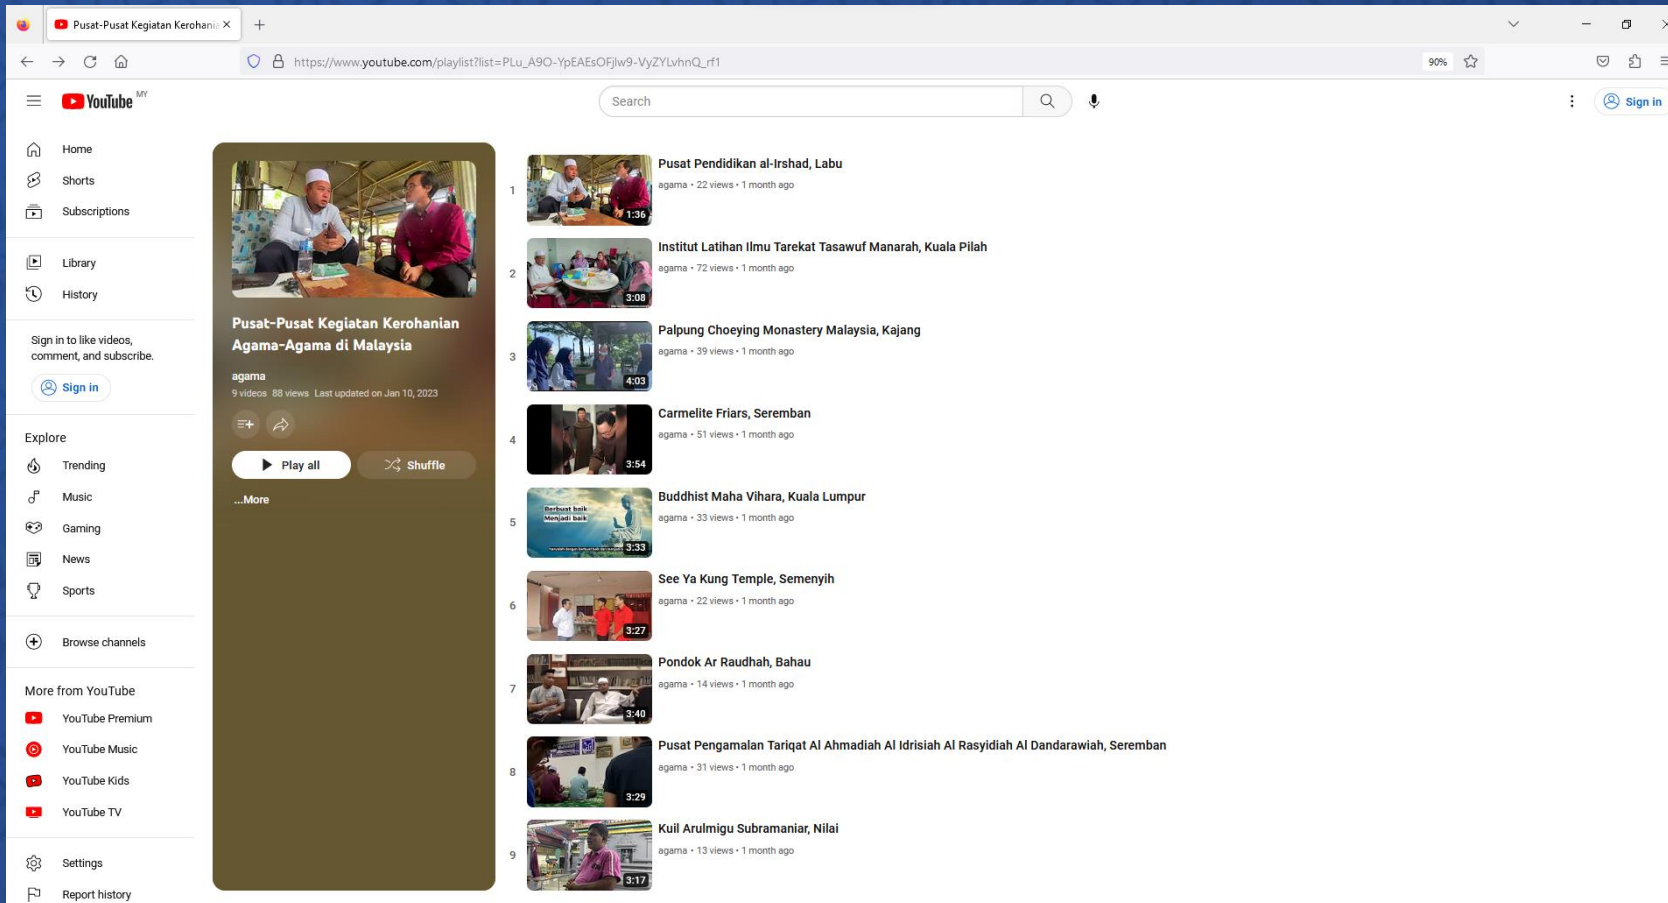 Pusat-Pusat Kegiatan Kerohania
https://www.youtube.com/playlist?list=PLu_A9O-YpEAEsOFjlw9-VyZYLvhnQ_rf1
90%
YouTube MY
Search
Sign in
Home
Shorts
Subscriptions
Library
History
Sign in to like videos,
comment, and subscribe.
Sign in
Explore
Trending
Music
Gaming
News
Sports
Browse channels
More from YouTube
YouTube Premium
YouTube Music
YouTube Kids
YouTube TV
Settings
Report history
Pusat-Pusat Kegiatan Kerohanian
Agama-Agama di Malaysia
agama
9 videos 88 views Last updated on Jan 10, 2023
Play all
Shuffle
...More
1
1:36
Pusat Pendidikan al-Irshad, Labu
agama • 22 views • 1 month ago
2
3:08
Institut Latihan Ilmu Tarekat Tasawuf Manarah, Kuala Pilah
agama • 72 views • 1 month ago
3
4:03
Palpung Choeying Monastery Malaysia, Kajang
agama • 39 views • 1 month ago
4
3:54
Carmelite Friars, Seremban
agama • 51 views • 1 month ago
5
Berbuat baik
Menjadi baik
3:33
Buddhist Maha Vihara, Kuala Lumpur
agama • 33 views • 1 month ago
6
3:27
See Ya Kung Temple, Semenyih
agama • 22 views • 1 month ago
7
3:40
Pondok Ar Raudhah, Bahau
agama • 14 views • 1 month ago
8
3:29
Pusat Pengamalan Tariqat Al Ahmadiah Al Idrisiah Al Rasyidiah Al Dandarawiah, Seremban
agama • 31 views • 1 month ago
9
3:17
Kuil Arulmigu Subramaniar, Nilai
agama • 13 views • 1 month ago